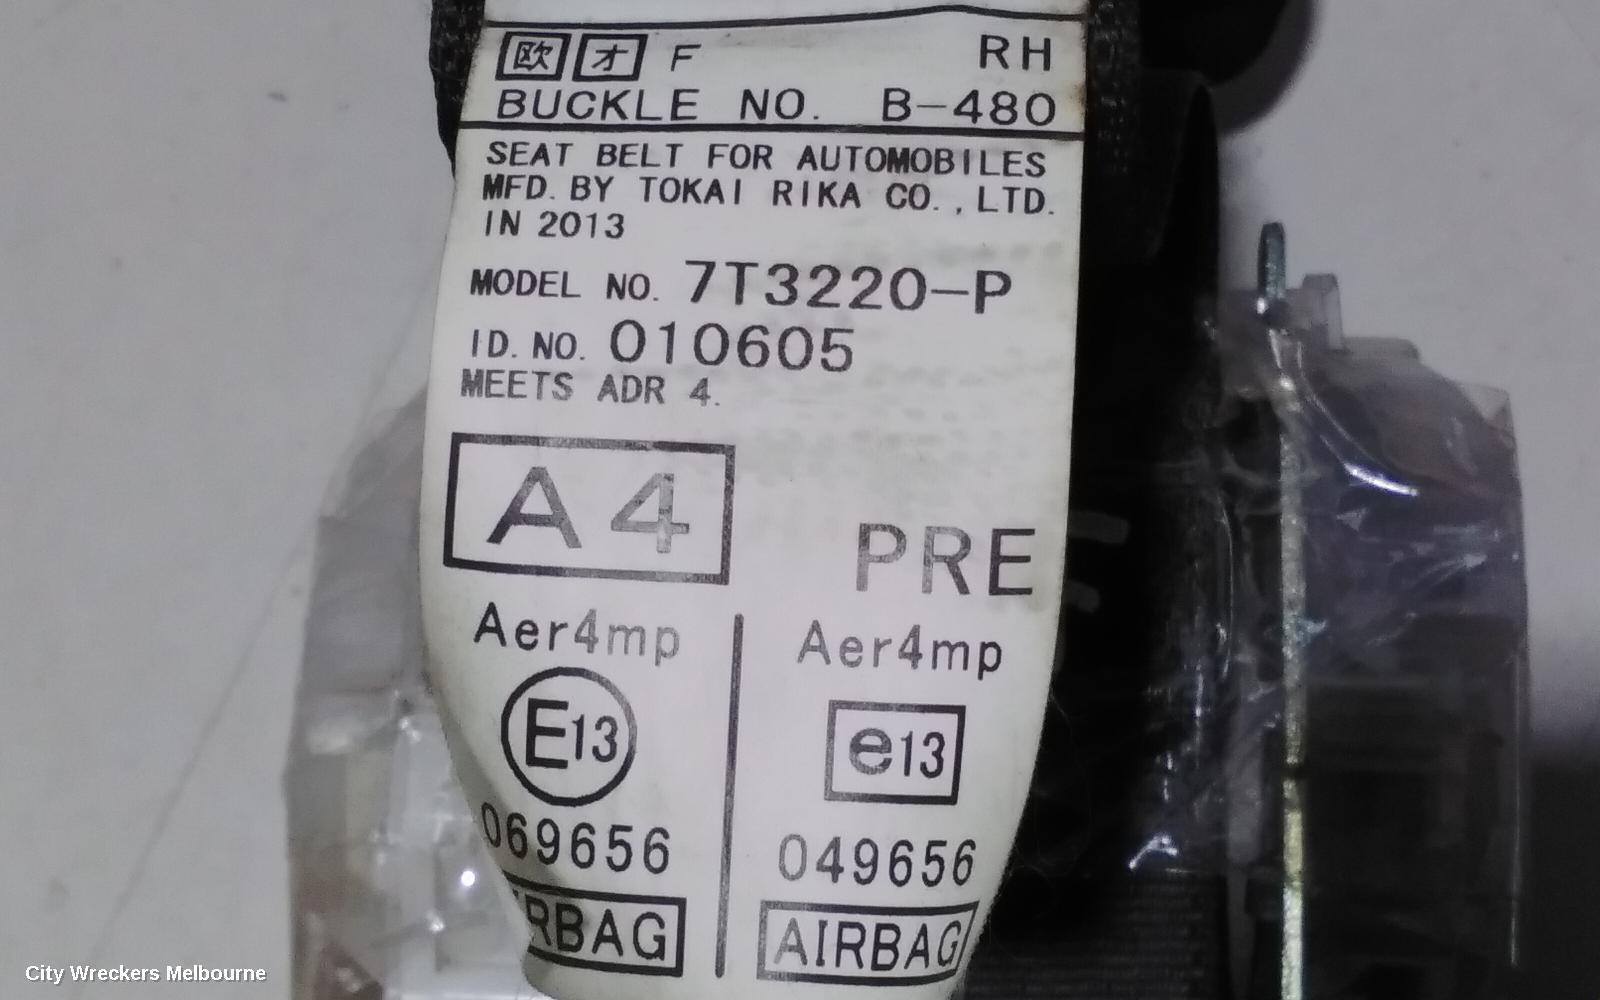 欧 オ F RH
BUCKLE NO. B-480
SEAT BELT FOR AUTOMOBILES
MFD. BY TOKAI RIKA CO., LTD.
IN 2013
MODEL NO. 7T3220-P
ID. NO. 010605
MEETS ADR 4.
A4
PRE
Aer4mp Aer4mp
E13 e13
069656 049656
RBAG AIRBAG
City Wreckers Melbourne